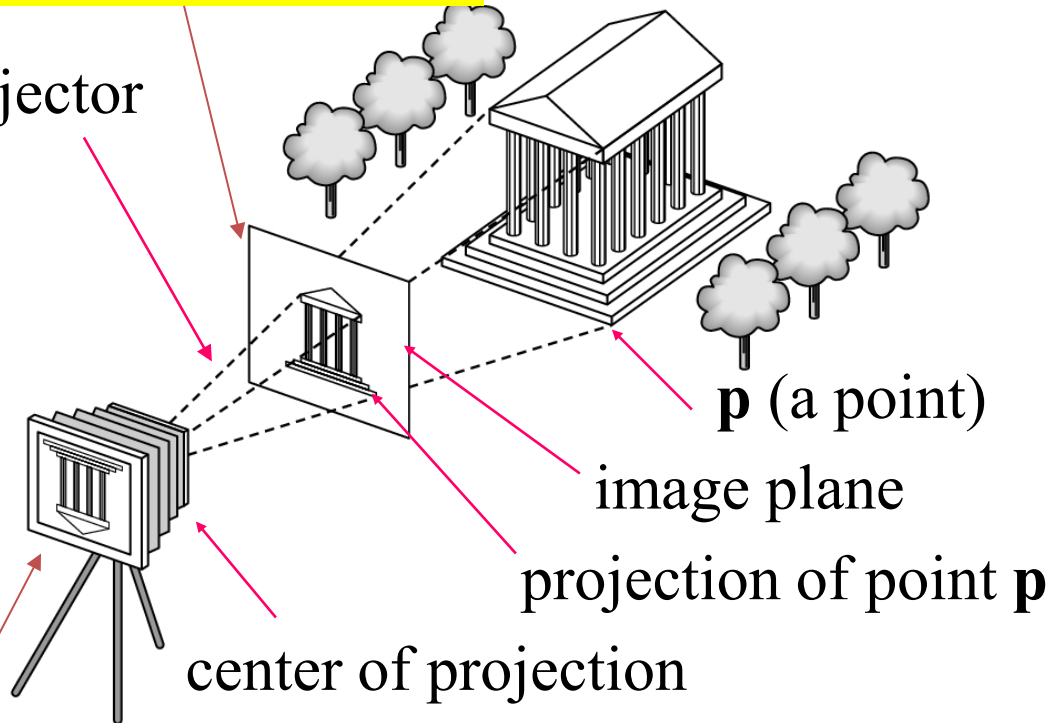 jector
p (a point)
image plane
projection of point p
center of projection